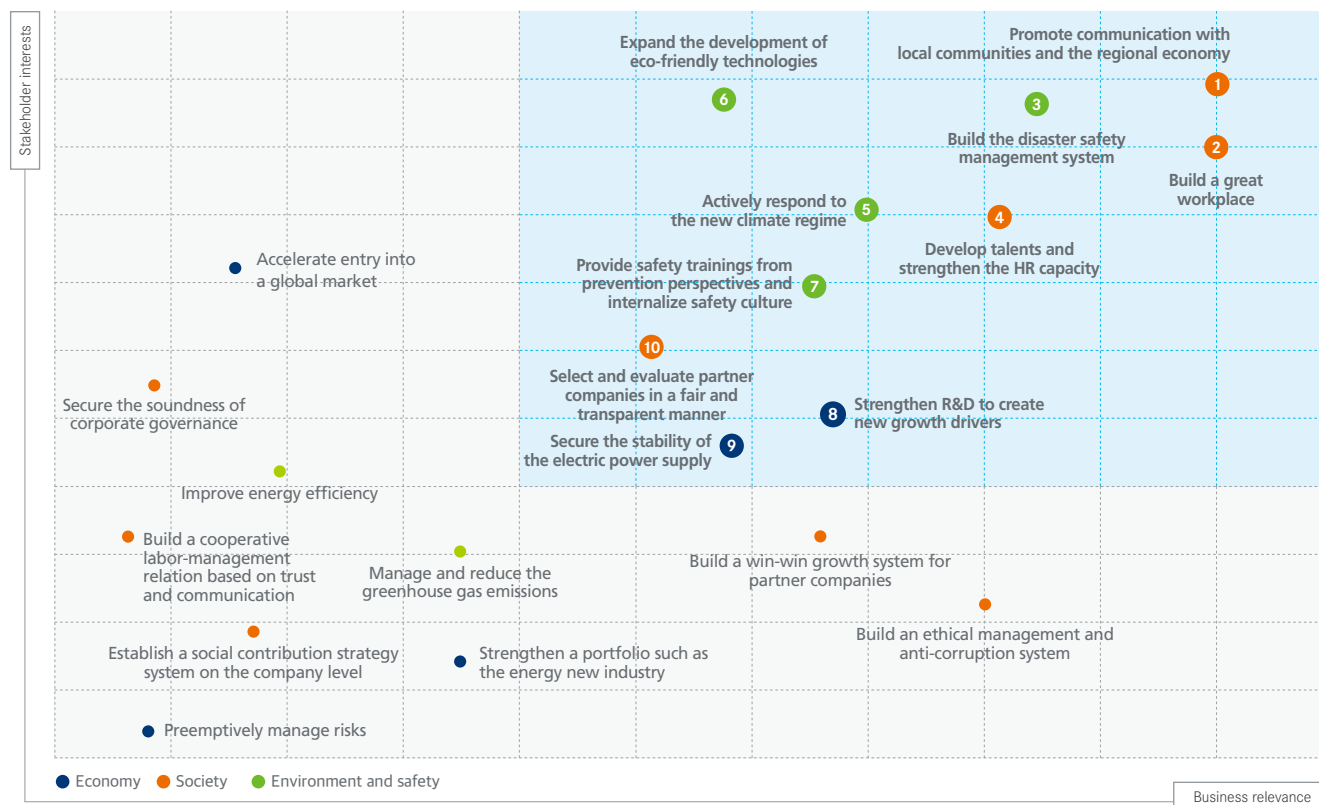 Stakeholder interests
Expand the development of
eco-friendly technologies
6
Promote communication with
local communities and the regional economy
1
3
Build the disaster safety
management system
2
Build a great
workplace
Actively respond to
the new climate regime
5
4
Develop talents and
strengthen the HR capacity
Accelerate entry into
a global market
Provide safety trainings from
prevention perspectives and
internalize safety culture
7
10
Select and evaluate partner
companies in a fair and
transparent manner
8
Strengthen R&D to create
new growth drivers
Secure the soundness of
corporate governance
Secure the stability of
the electric power supply
9
Improve energy efficiency
Build a cooperative
labor-management
relation based on trust
and communication
Manage and reduce the
greenhouse gas emissions
Build a win-win growth system for
partner companies
Build an ethical management and
anti-corruption system
Establish a social contribution strategy
system on the company level
Strengthen a portfolio such as
the energy new industry
Preemptively manage risks
Economy
Society
Environment and safety
Business relevance